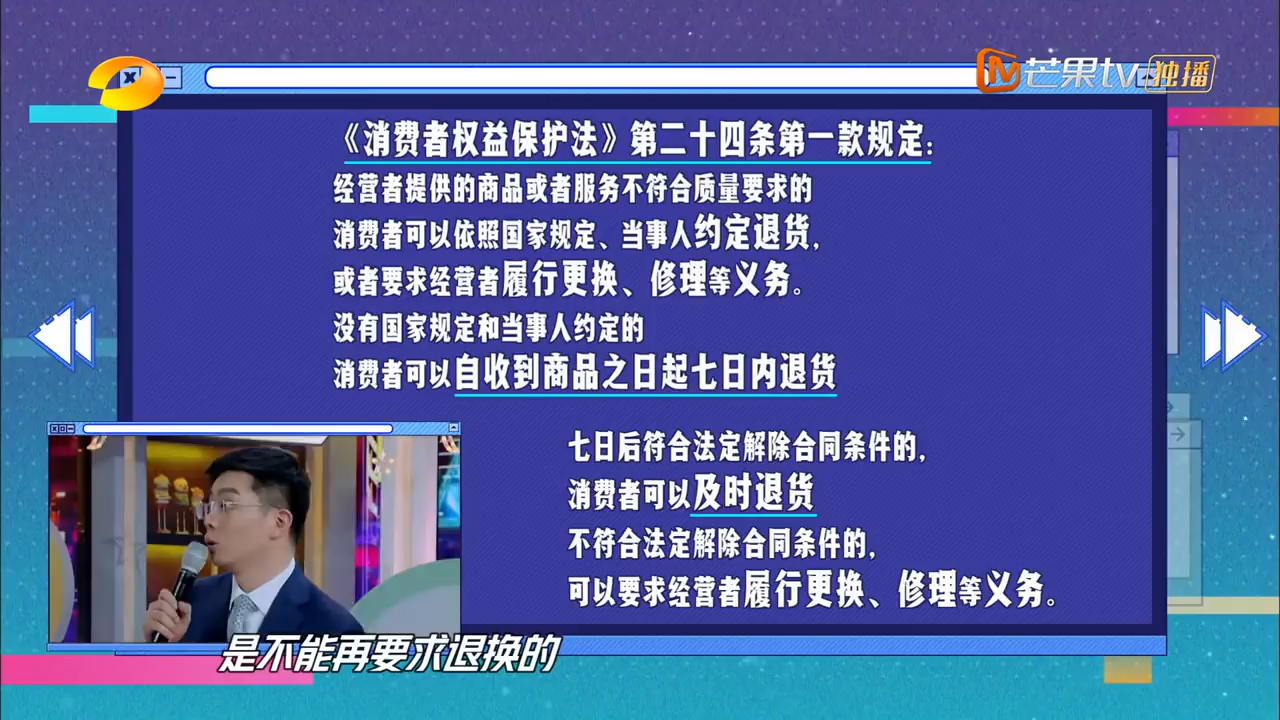 芒果tv独播
《消费者权益保护法》第二十四条第一款规定:
经营者提供的商品或者服务不符合质量要求的
消费者可以依照国家规定、当事人约定退货,
或者要求经营者履行更换、修理等义务。
没有国家规定和当事人约定的
消费者可以自收到商品之日起七日内退货
七日后符合法定解除合同条件的,
消费者可以及时退货
不符合法定解除合同条件的,
可以要求经营者履行更换、修理等义务。
是不能再要求退换的